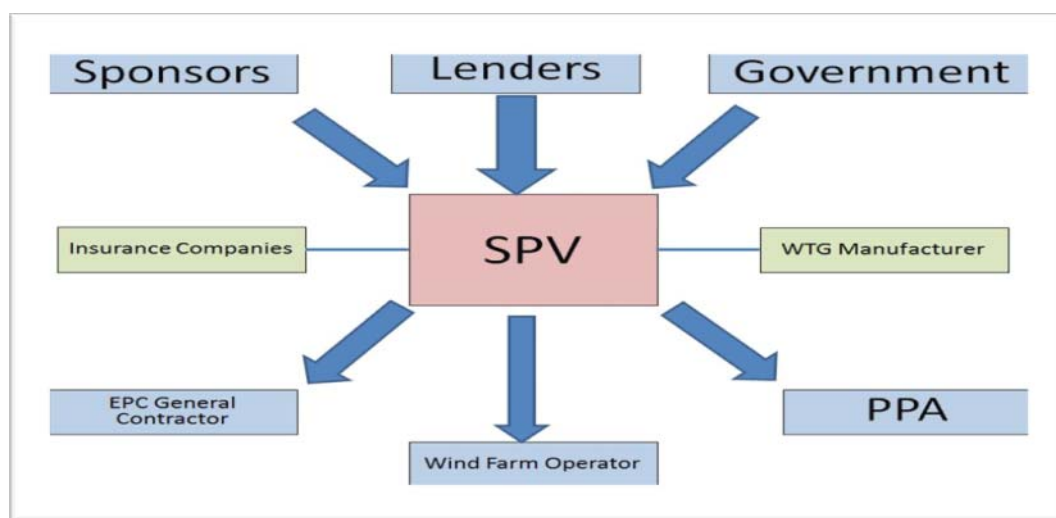 Sponsors
Lenders
Government
Insurance Companies
SPV
WTG Manufacturer
EPC General
Contractor
PPA
Wind Farm Operator